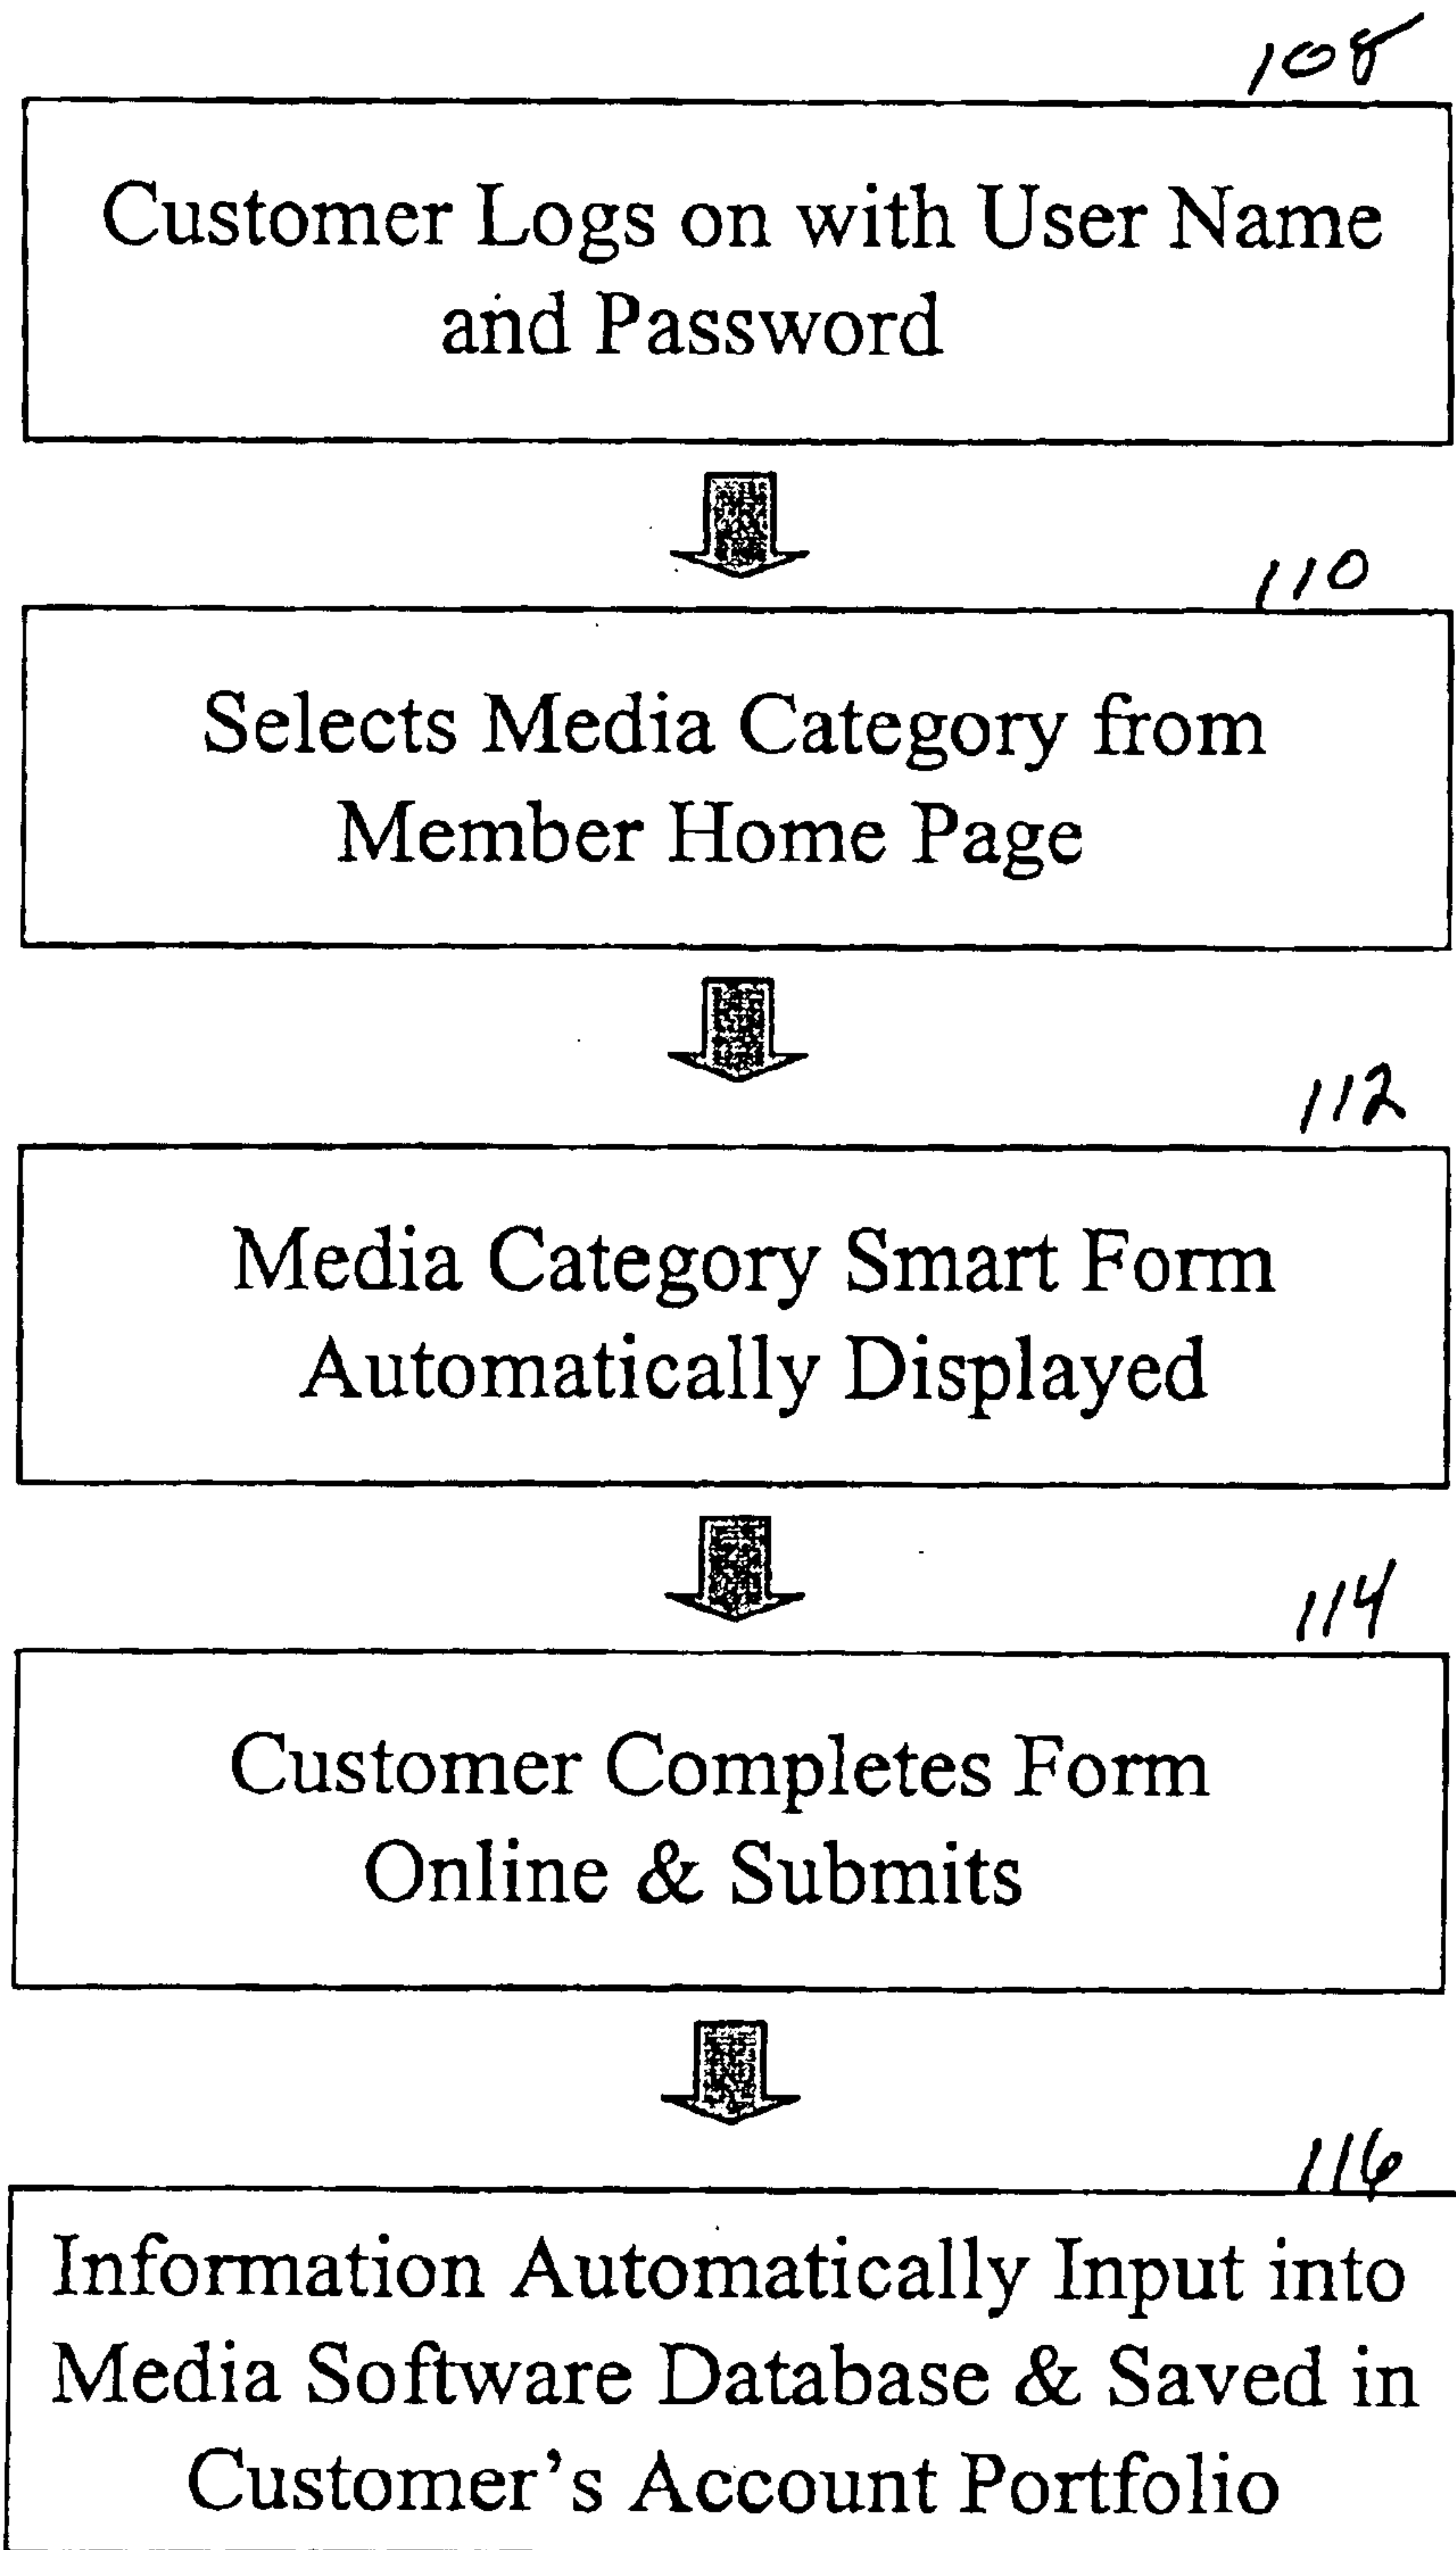 108
Customer Logs on with User Name
and Password
110
Selects Media Category from
Member Home Page
112
Media Category Smart Form
Automatically Displayed
114
Customer Completes Form
Online & Submits
116
Information Automatically Input into
Media Software Database & Saved in
Customer's Account Portfolio